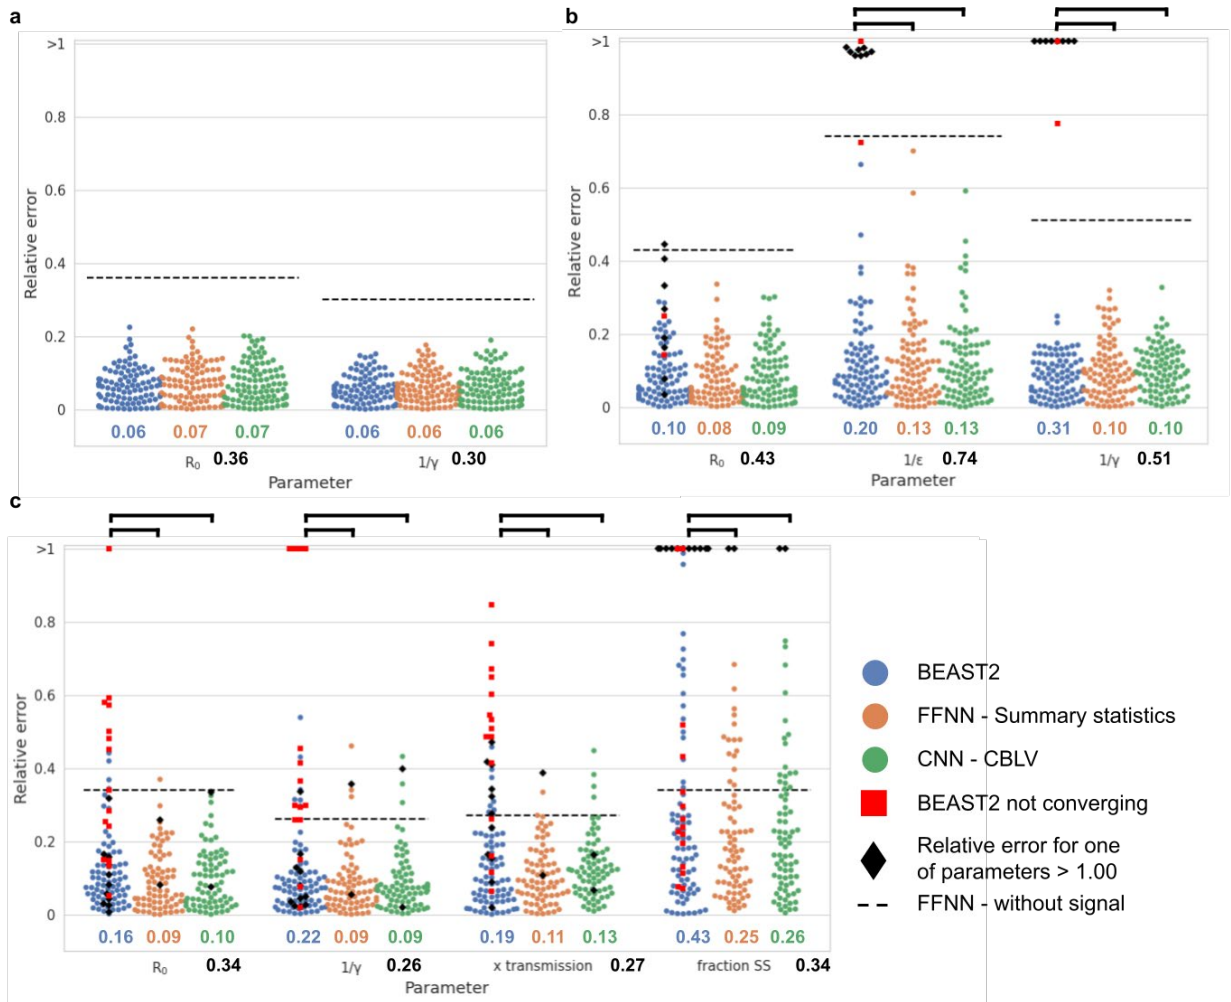 a
>1
0.8
0.6
0.4
0.2
0
Relative error
0.06 0.07 0.07 0.06 0.06 0.06
R₀ 0.36 1/γ 0.30
Parameter
b
>1
0.8
0.6
0.4
0.2
0
Relative error
0.10 0.08 0.09 0.20 0.13 0.13 0.31 0.10 0.10
R₀ 0.43 1/ε 0.74 1/γ 0.51
Parameter
c
>1
0.8
0.6
0.4
0.2
0
Relative error
0.16 0.09 0.10 0.22 0.09 0.09 0.19 0.11 0.13 0.43 0.25 0.26
R₀ 0.34 1/γ 0.26 x transmission 0.27 fraction SS 0.34
Parameter
BEAST2
FFNN - Summary statistics
CNN - CBLV
BEAST2 not converging
Relative error for one
of parameters > 1.00
FFNN - without signal